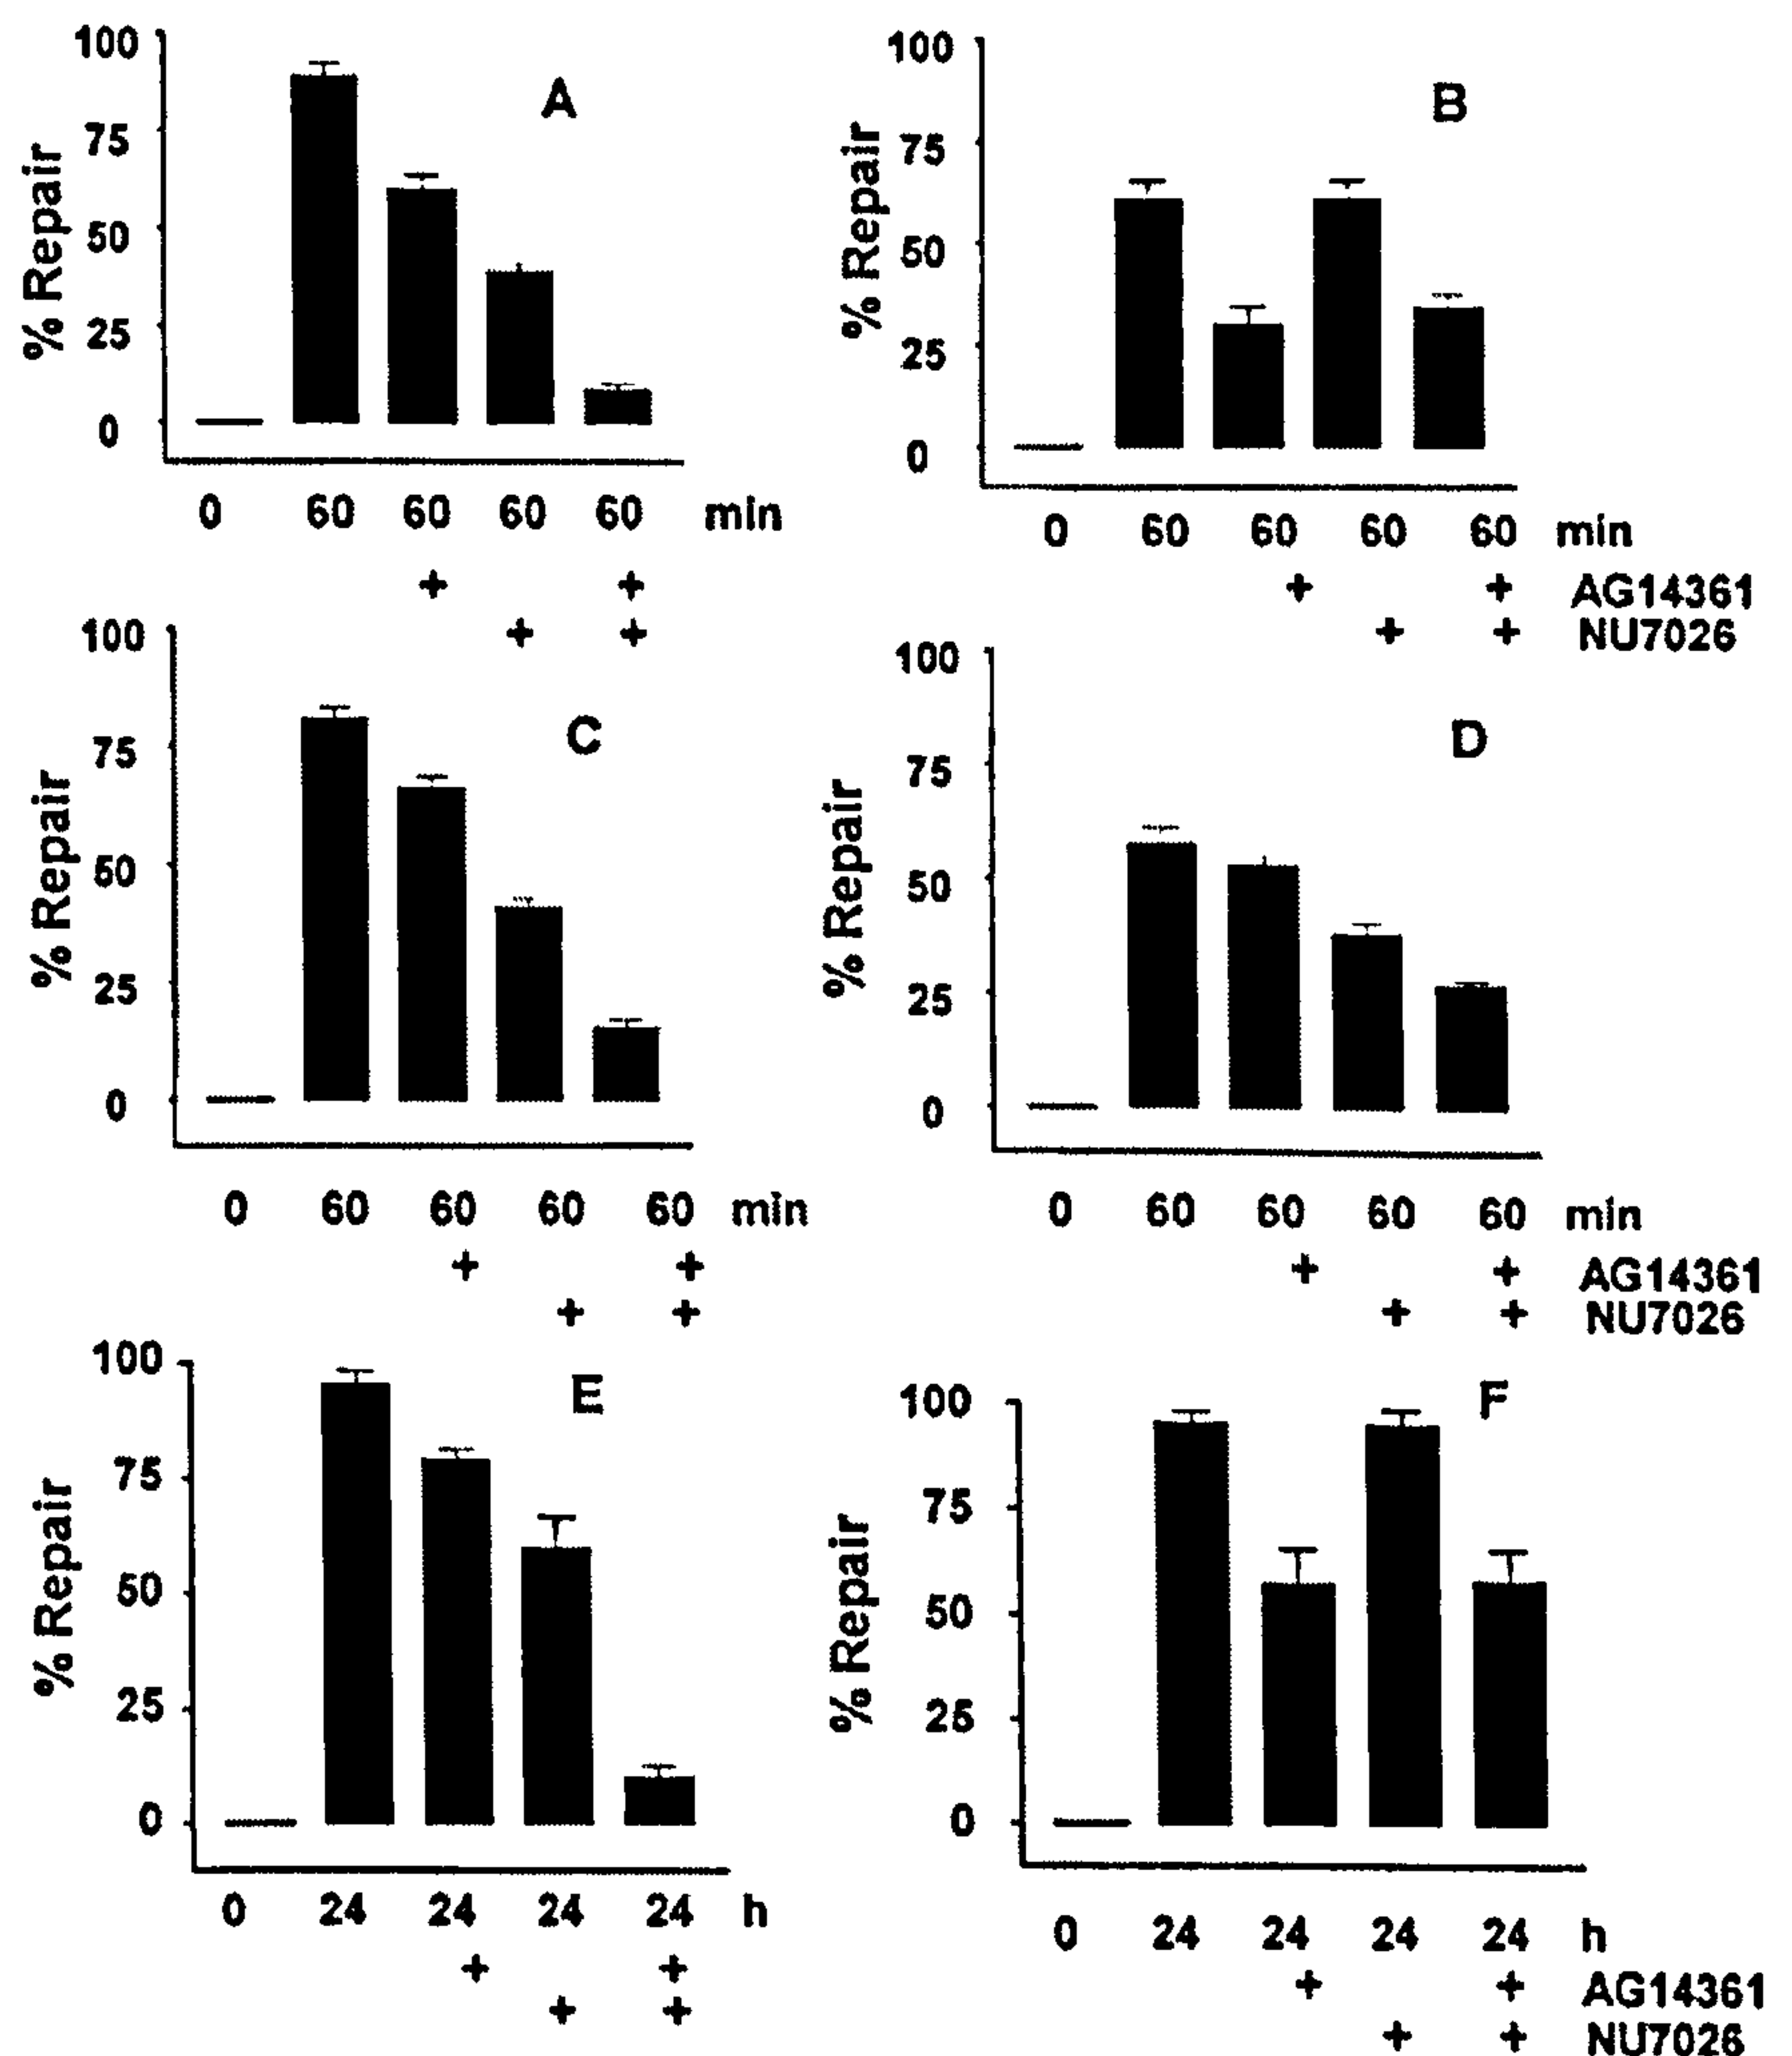 100
75
50
25
0
% Repair
A
0 60 60 60 60 min
+ +
+ +
100
75
50
25
0
% Repair
B
0 60 60 60 60 min
+ + AG14361
+ + NU7026
100
75
50
25
0
% Repair
C
0 60 60 60 60 min
+ +
+ +
100
75
50
25
0
% Repair
D
0 60 60 60 60 min
+ + AG14361
+ + NU7026
100
75
50
25
0
% Repair
E
0 24 24 24 24 h
+ +
+ +
100
75
50
25
0
% Repair
F
0 24 24 24 24 h
+ + AG14361
+ + NU7026